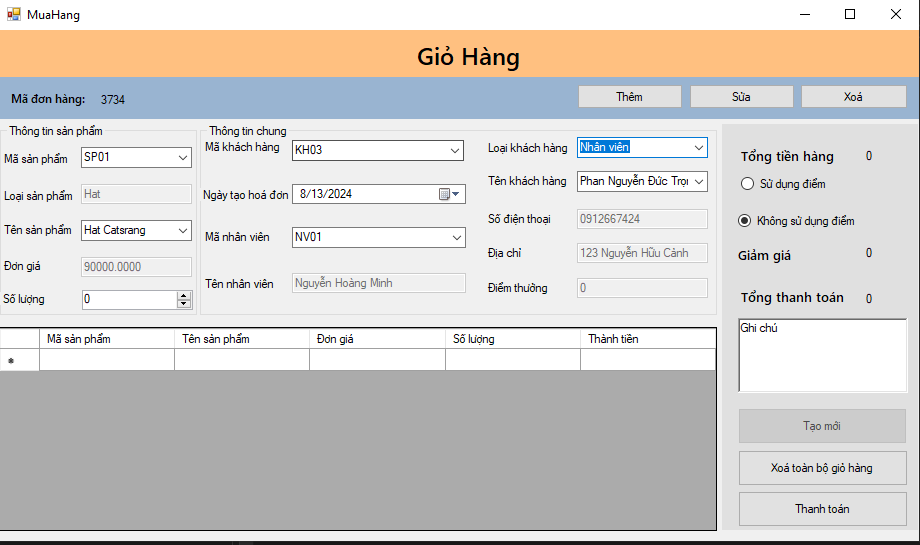 MuaHang
Giỏ Hàng
Mã đơn hàng: 3734
Thêm
Sửa
Xoá
Thông tin sản phẩm
Mã sản phẩm SP01
Loại sản phẩm Hat
Tên sản phẩm Hat Catsrang
Đơn giá 90000.0000
Số lượng 0
Thông tin chung
Mã khách hàng KH03
Ngày tạo hoá đơn 8/13/2024
Mã nhân viên NV01
Tên nhân viên Nguyễn Hoàng Minh
Loại khách hàng Nhân viên
Tên khách hàng Phan Nguyễn Đức Trọn
Số điện thoại 0912667424
Địa chỉ 123 Nguyễn Hữu Cảnh
Điểm thưởng 0
Mã sản phẩm Tên sản phẩm Đơn giá Số lượng Thành tiền
Tổng tiền hàng 0
Sử dụng điểm
Không sử dụng điểm
Giảm giá 0
Tổng thanh toán 0
Ghi chú
Tạo mới
Xoá toàn bộ giỏ hàng
Thanh toán